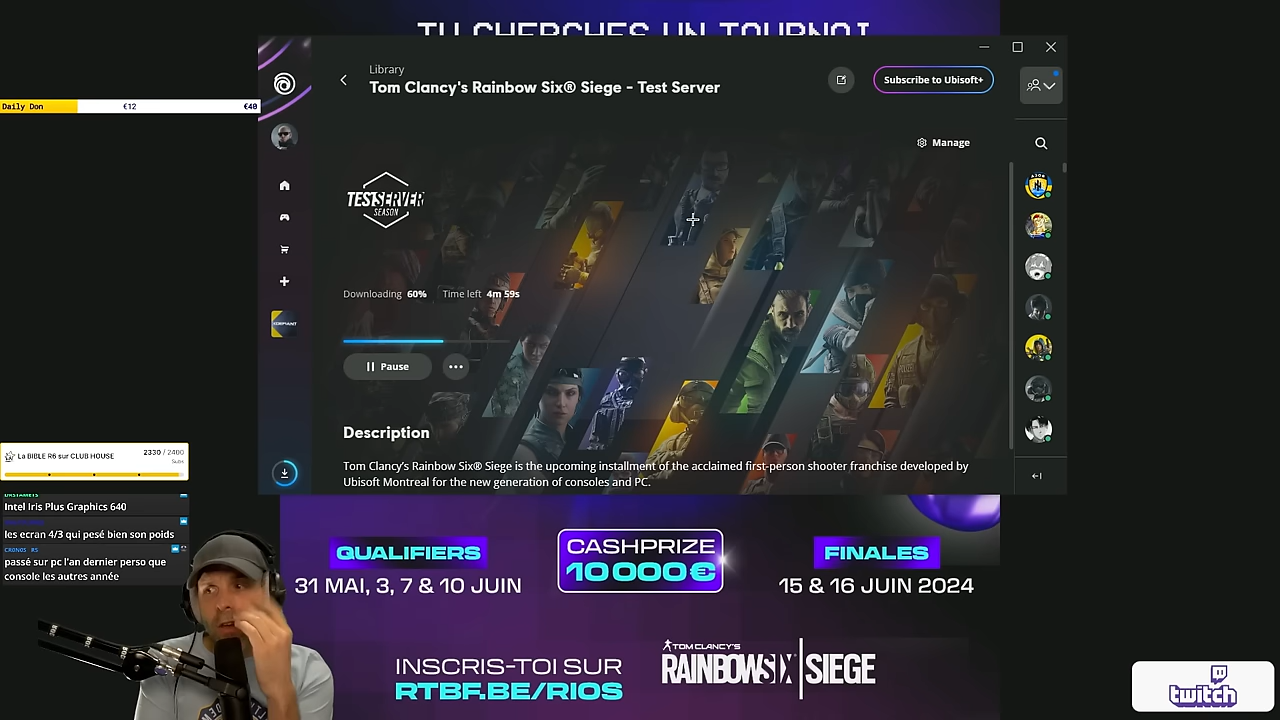 TU CHERCHES UN TOURNOI
Library
Tom Clancy's Rainbow Six® Siege - Test Server
Subscribe to Ubisoft+
Daily Don
€12
€40
Manage
TESTSERVER
SEASON
Downloading 60%
Time left 4m 59s
Pause
Description
Tom Clancy's Rainbow Six® Siege is the upcoming installment of the acclaimed first-person shooter franchise developed by
Ubisoft Montreal for the new generation of consoles and PC.
La BIBLE R6 sur CLUB HOUSE
2330 / 2400
Subs
Intel Iris Plus Graphics 640
les ecran 4/3 qui pesé bien son poids
passé sur pc l'an dernier perso que
console les autres année
QUALIFIERS
31 MAI, 3, 7 & 10 JUIN
CASHPRIZE
10 000€
FINALES
15 & 16 JUIN 2024
INSCRIS-TOI SUR
RTBF.BE/RIOS
TOM CLANCY'S
RAINBOWSIX SIEGE
twitch